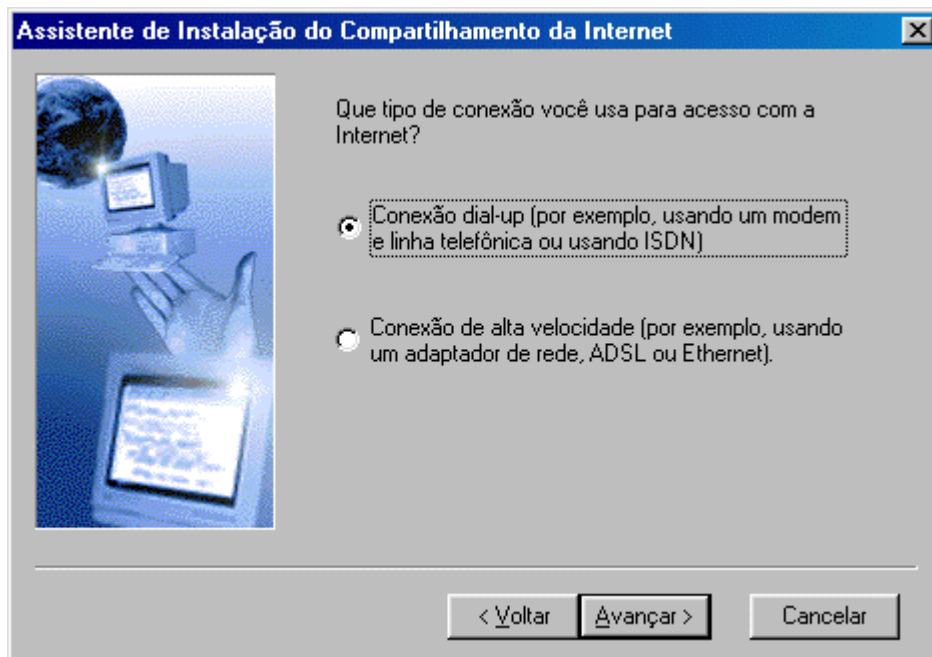 Assistente de Instalação do Compartilhamento da Internet
Que tipo de conexão você usa para acesso com a
Internet?
Conexão dial-up (por exemplo, usando um modem
e linha telefônica ou usando ISDN)
Conexão de alta velocidade (por exemplo, usando
um adaptador de rede, ADSL ou Ethernet).
< Voltar
Avançar >
Cancelar